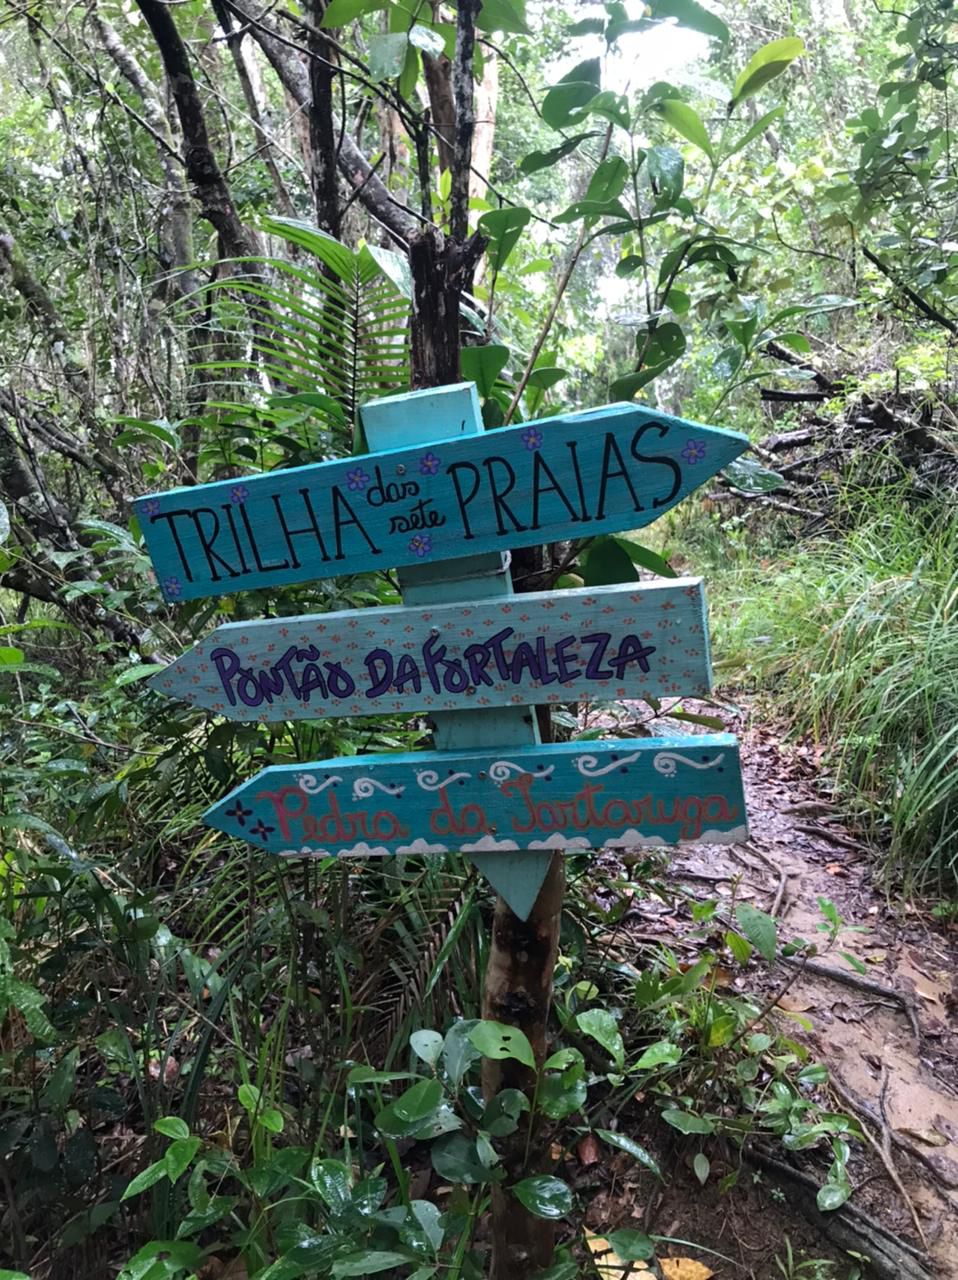 TRILHA das sete PRAIAS
PONTÃO DA FORTALEZA
Pedra da Tartaruga